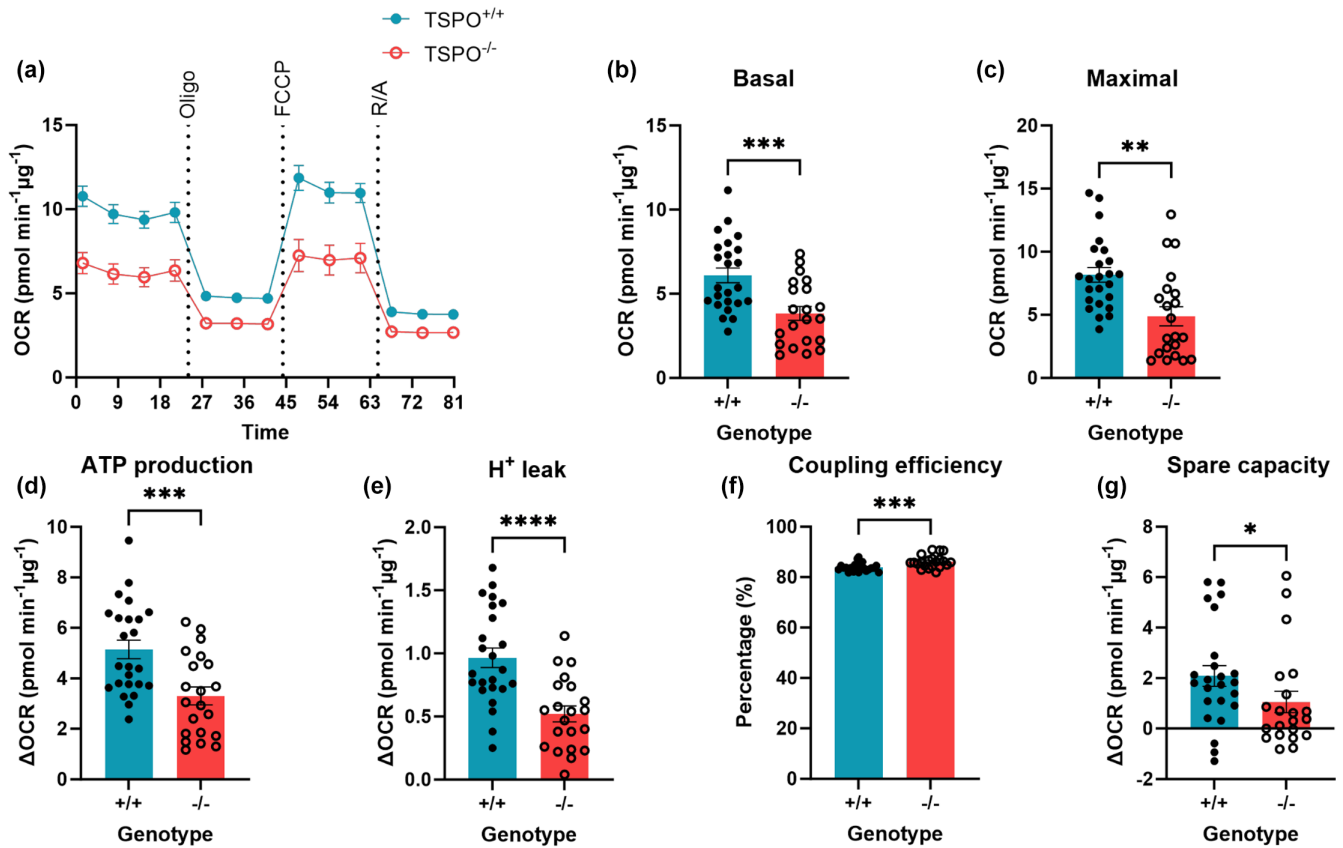 TSPO+/+
TSPO-/-
(a)
Oligo
FCCP
R/A
OCR (pmol min-1µg-1)
15
10
5
0
0 9 18 27 36 45 54 63 72 81
Time
(b)
Basal
***
OCR (pmol min-1µg-1)
15
10
5
0
+/+ -/-
Genotype
(c)
Maximal
**
OCR (pmol min-1µg-1)
20
15
10
5
0
+/+ -/-
Genotype
(d)
ATP production
***
ΔOCR (pmol min-1µg-1)
10
8
6
4
2
0
+/+ -/-
Genotype
(e)
H+ leak
****
ΔOCR (pmol min-1µg-1)
2.0
1.5
1.0
0.5
0.0
+/+ -/-
Genotype
(f)
Coupling efficiency
***
Percentage (%)
100
80
60
40
20
0
+/+ -/-
Genotype
(g)
Spare capacity
*
ΔOCR (pmol min-1µg-1)
8
6
4
2
0
-2
+/+ -/-
Genotype